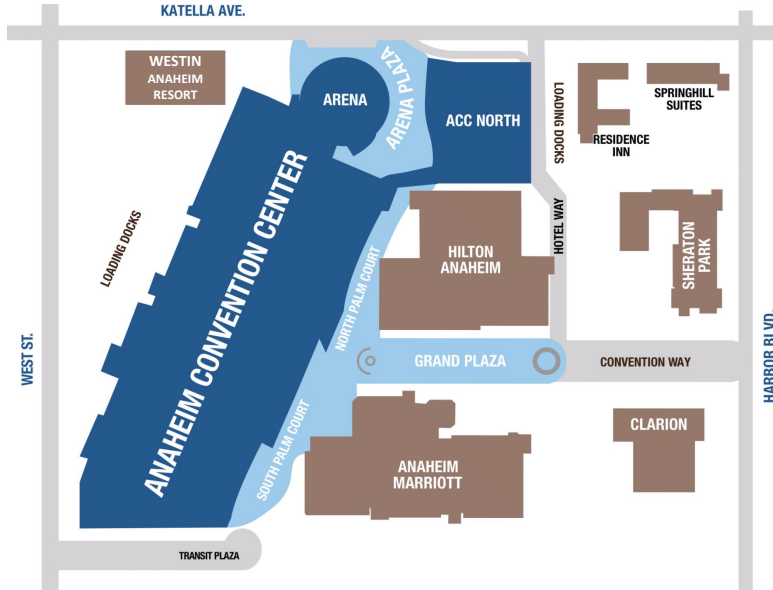 KATELLA AVE.
WESTIN
ANAHEIM
RESORT
ARENA
ARENA PLAZA
ACC NORTH
LOADING DOCKS
SPRINGHILL
SUITES
RESIDENCE
INN
LOADING DOCKS
ANAHEIM CONVENTION CENTER
NORTH PALM COURT
HILTON
ANAHEIM
HOTEL WAY
SHERATON
PARK
WEST ST.
GRAND PLAZA
CONVENTION WAY
HARBOR BLVD.
SOUTH PALM COURT
ANAHEIM
MARRIOTT
CLARION
TRANSIT PLAZA